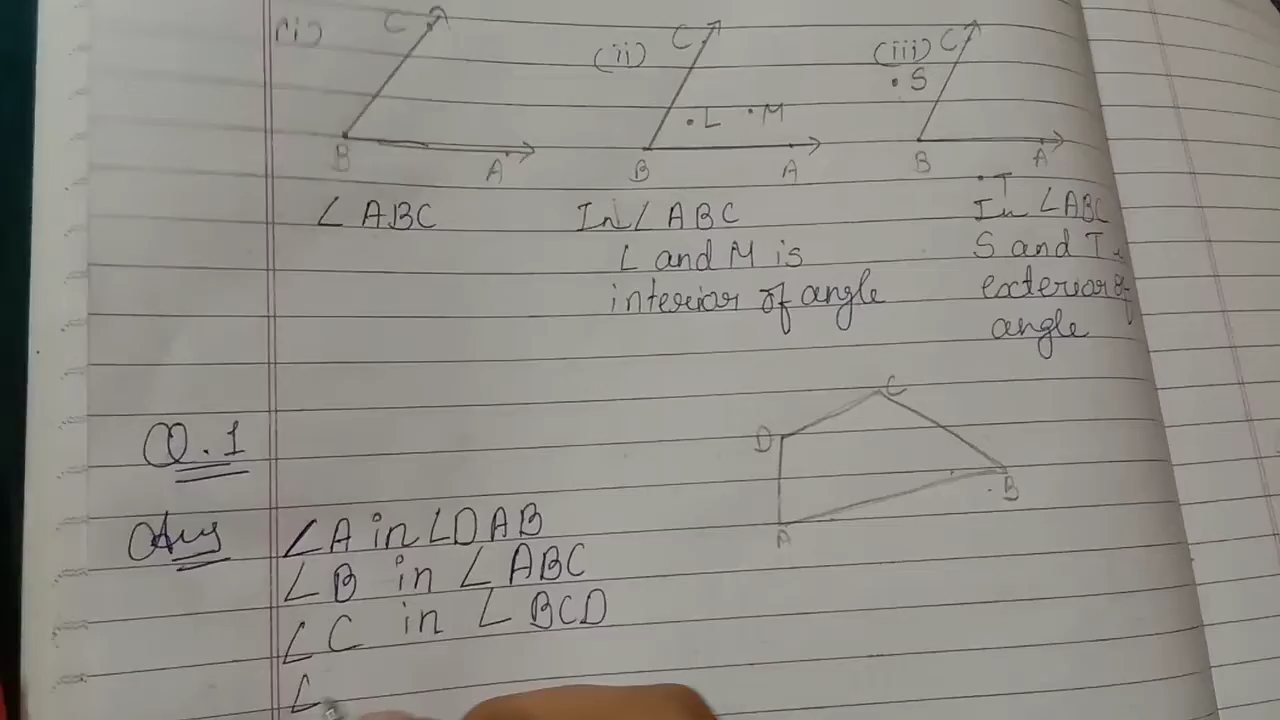 (i) C
B A
∠ABC
(ii) C
.L .M
B A
In ∠ABC
L and M is
interior of angle
(iii) C
.S
B A
.T
In ∠ABC
S and T
exterior of
angle
Q.1
C
D
B
A
Ans ∠A in ∠DAB
∠B in ∠ABC
∠C in ∠BCD
∠